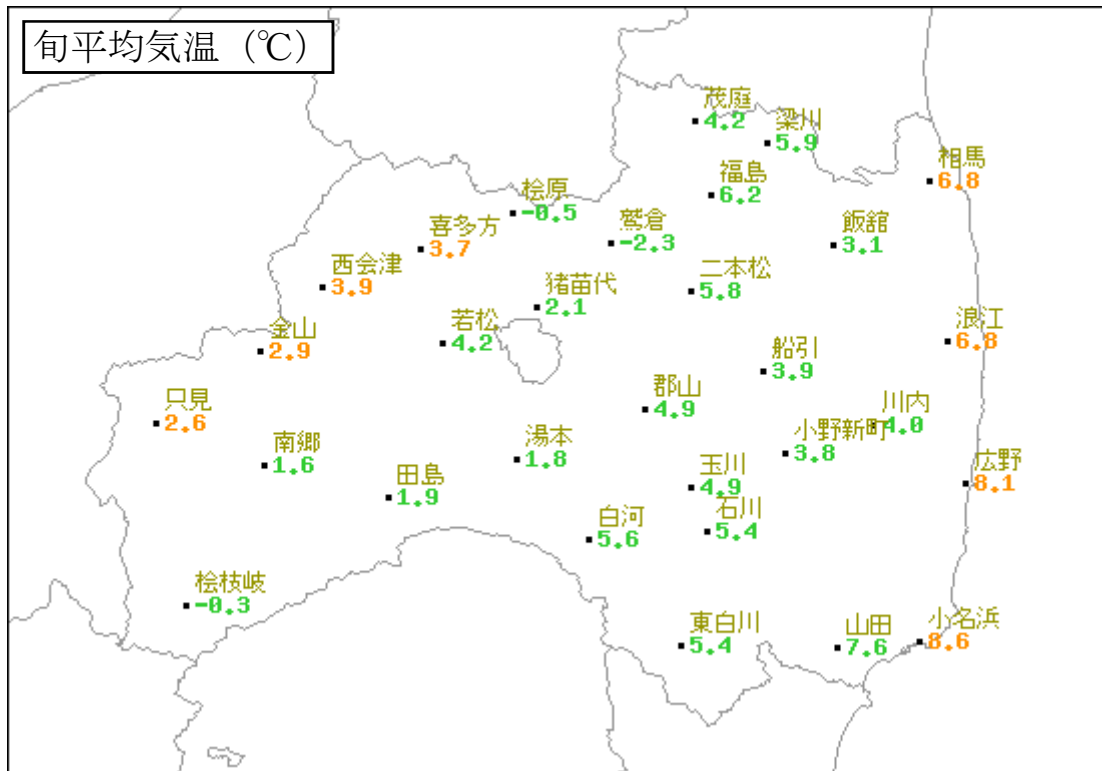 旬平均気温（℃）
茂庭
4.2
梁川
5.9
相馬
6.8
福島
6.2
桧原
-0.5
鷲倉
-2.3
喜多方
3.7
飯舘
3.1
西会津
3.9
二本松
5.8
猪苗代
2.1
若松
4.2
金山
2.9
浪江
6.8
船引
3.9
郡山
4.9
只見
2.6
川内
4.0
小野新町
3.8
湯本
1.8
南郷
1.6
広野
8.1
田島
1.9
玉川
4.9
石川
5.4
白河
5.6
桧枝岐
-0.3
東白川
5.4
山田
7.6
小名浜
8.6